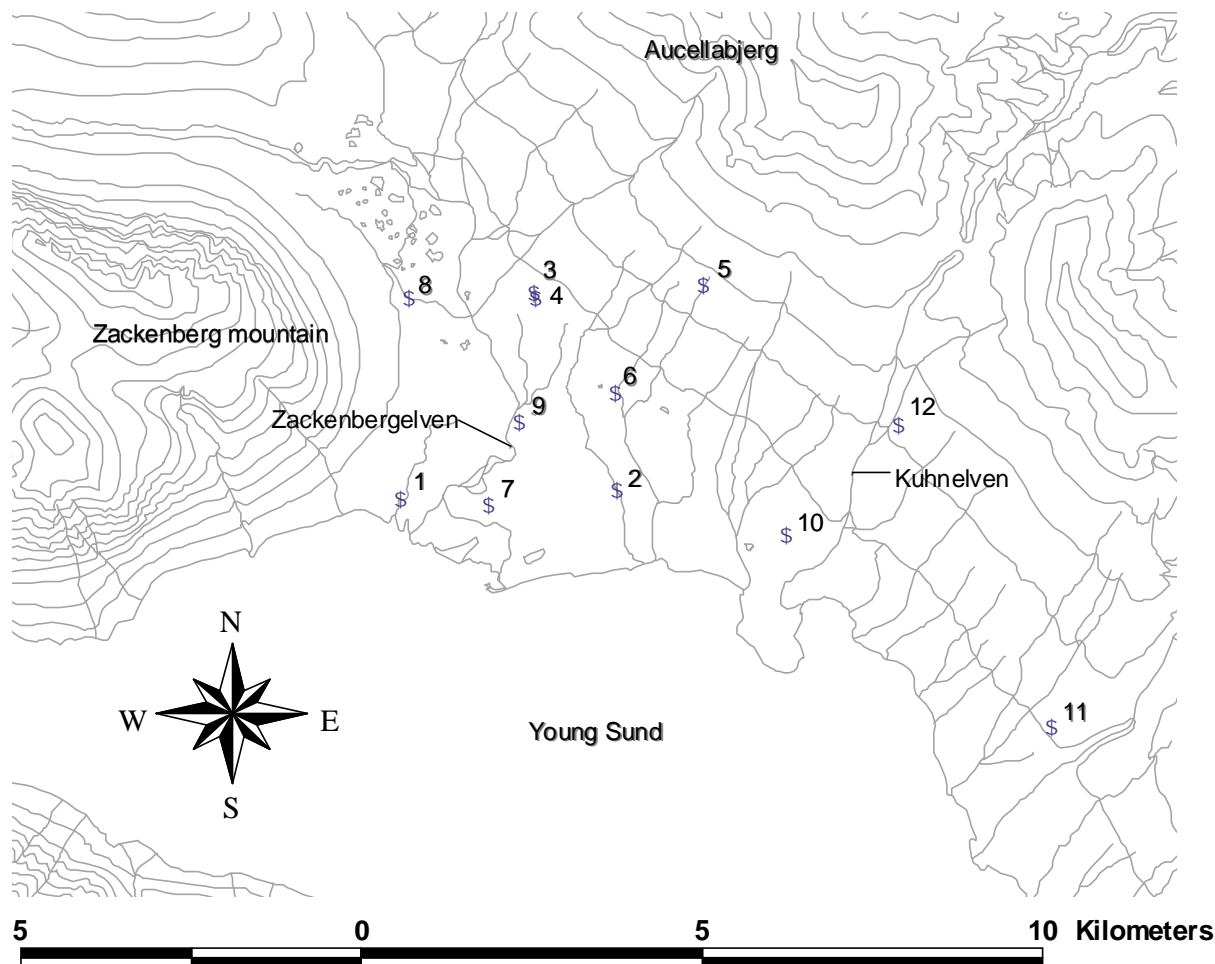 Aucellabjerg
3
5
8
4
Zackenberg mountain
6
9
12
Zackenbergelven
1
7
2
Kuhnelven
10
N
W
E
S
11
Young Sund
5 0 5 10 Kilometers